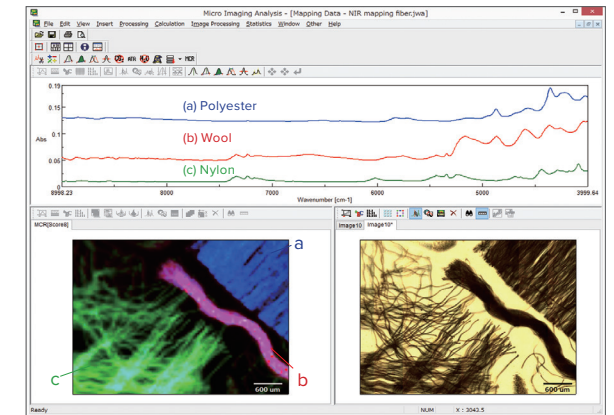 Micro Imaging Analysis - [Mapping Data - NIR mapping fiber.jwa]
File Edit View Insert Processing Calculation Image Processing Statistics Window Other Help
ATR
MCR
0.19
0.15
Abs
0.1
0.05
0
(a) Polyester
(b) Wool
(c) Nylon
8998.23 8000 7000 6000 5000 3999.64
Wavenumber [cm-1]
MCR[Score8]
Image10 Image10*
a
b
c
600 um
600 um
Ready
NUM
X : 3043.5